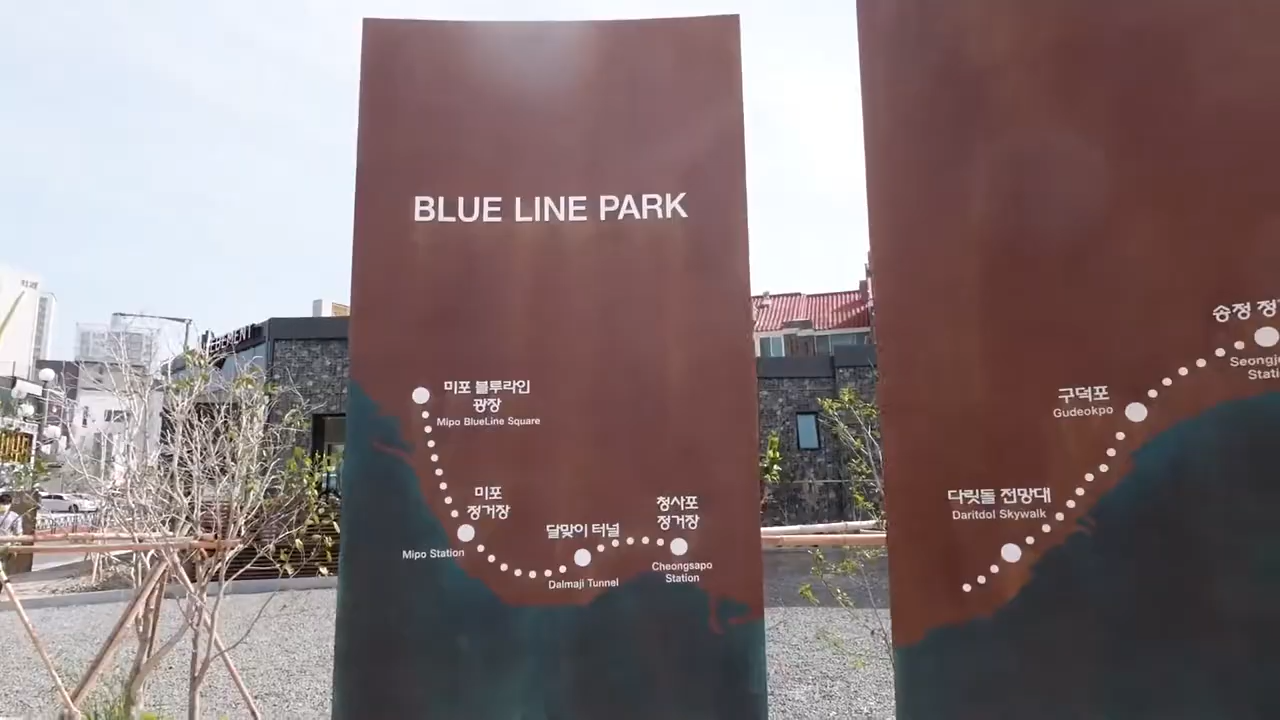 BLUE LINE PARK
미포 블루라인
광장
Mipo BlueLine Square
미포
정거장
Mipo Station
달맞이 터널
Dalmaji Tunnel
청사포
정거장
Cheongsapo
Station
송정
Seongj
Stati
구덕포
Gudeokpo
다릿돌 전망대
Daritdol Skywalk